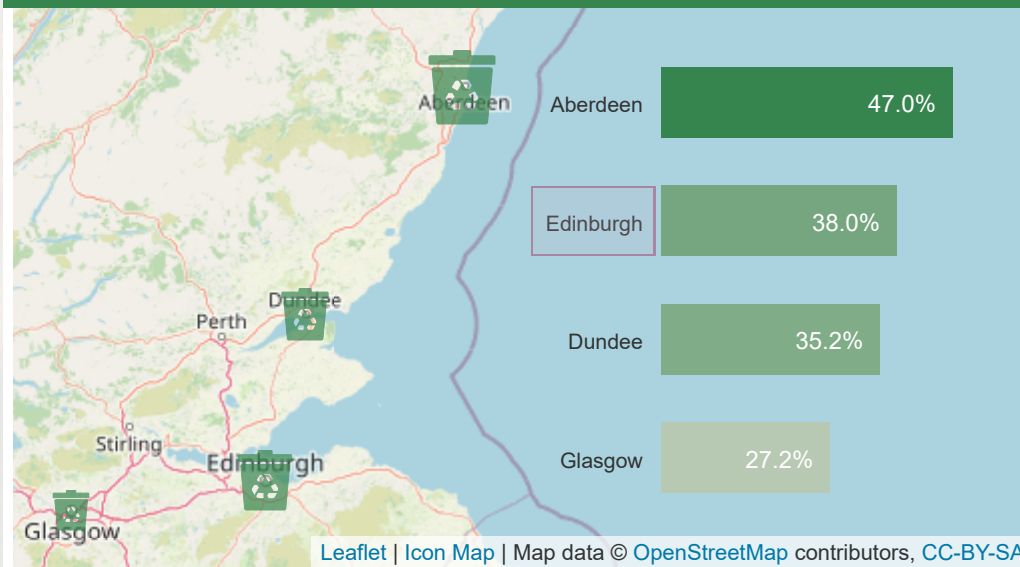 Aberdeen
Aberdeen 47.0%
Edinburgh 38.0%
Dundee
Perth
Dundee 35.2%
Stirling
Edinburgh
Glasgow 27.2%
Glasgow
Leaflet | Icon Map | Map data © OpenStreetMap contributors, CC-BY-SA